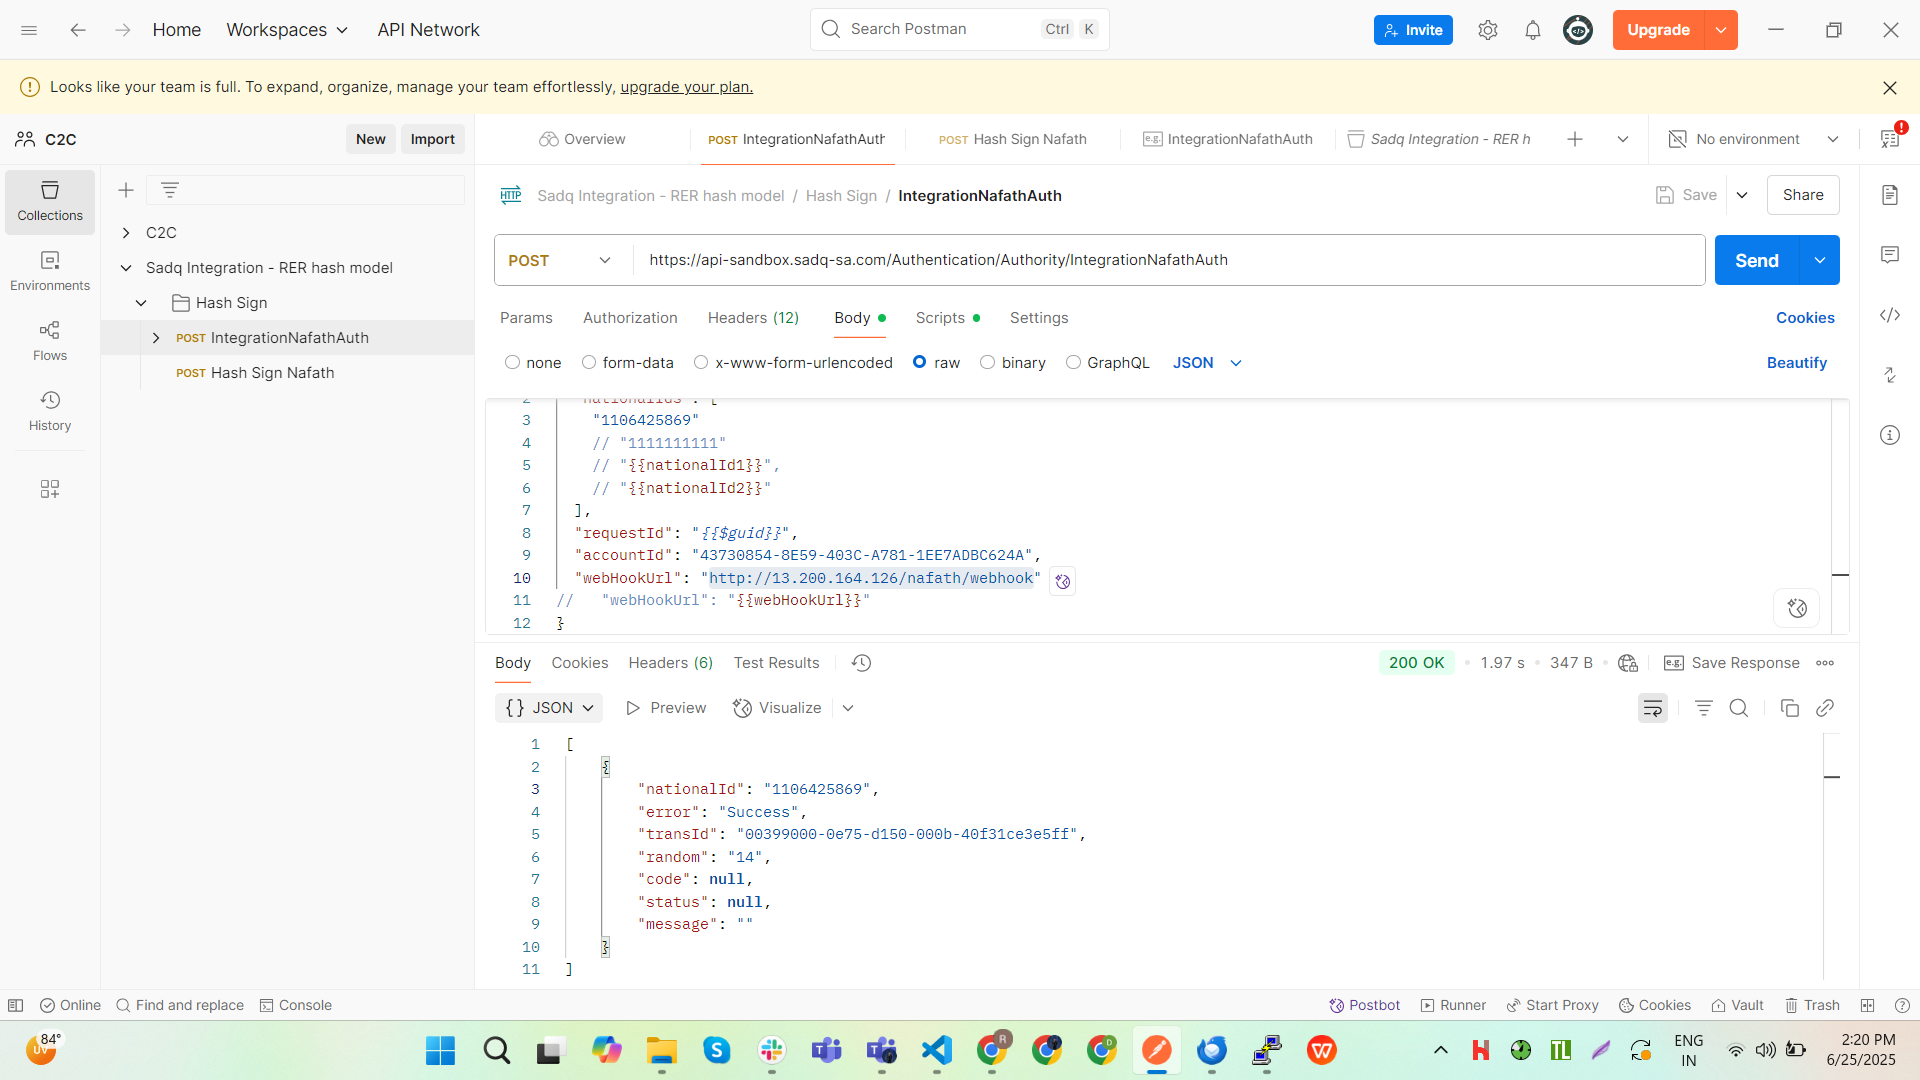 Home
Workspaces
API Network
Search Postman
Ctrl
K
Invite
Upgrade
Looks like your team is full. To expand, organize, manage your team effortlessly, upgrade your plan.
C2C
New
Import
Overview
POST IntegrationNafathAuth
POST Hash Sign Nafath
e.g. IntegrationNafathAuth
Sadq Integration - RER h
No environment
Collections
Environments
Flows
History
C2C
Sadq Integration - RER hash model
Hash Sign
POST IntegrationNafathAuth
POST Hash Sign Nafath
HTTP
Sadq Integration - RER hash model / Hash Sign / IntegrationNafathAuth
Save
Share
POST
https://api-sandbox.sadq-sa.com/Authentication/Authority/IntegrationNafathAuth
Send
Params
Authorization
Headers (12)
Body
Scripts
Settings
Cookies
none
form-data
x-www-form-urlencoded
raw
binary
GraphQL
JSON
Beautify
2 "nationalIds": [
3 "1106425869"
4 // "1111111111"
5 // "{{nationalId1}}",
6 // "{{nationalId2}}"
7 ],
8 "requestId": "{{$guid}}",
9 "accountId": "43730854-8E59-403C-A781-1EE7ADBC624A",
10 "webHookUrl": "http://13.200.164.126/nafath/webhook"
11 // "webHookUrl": "{{webHookUrl}}"
12 }
Body
Cookies
Headers (6)
Test Results
200 OK
1.97 s
347 B
e.g. Save Response
{} JSON
Preview
Visualize
1 [
2 {
3 "nationalId": "1106425869",
4 "error": "Success",
5 "transId": "00399000-0e75-d150-000b-40f31ce3e5ff",
6 "random": "14",
7 "code": null,
8 "status": null,
9 "message": ""
10 }
11 ]
Online
Find and replace
Console
Postbot
Runner
Start Proxy
Cookies
Vault
Trash
84°
UV
R
D
TL
ENG
IN
2:20 PM
6/25/2025